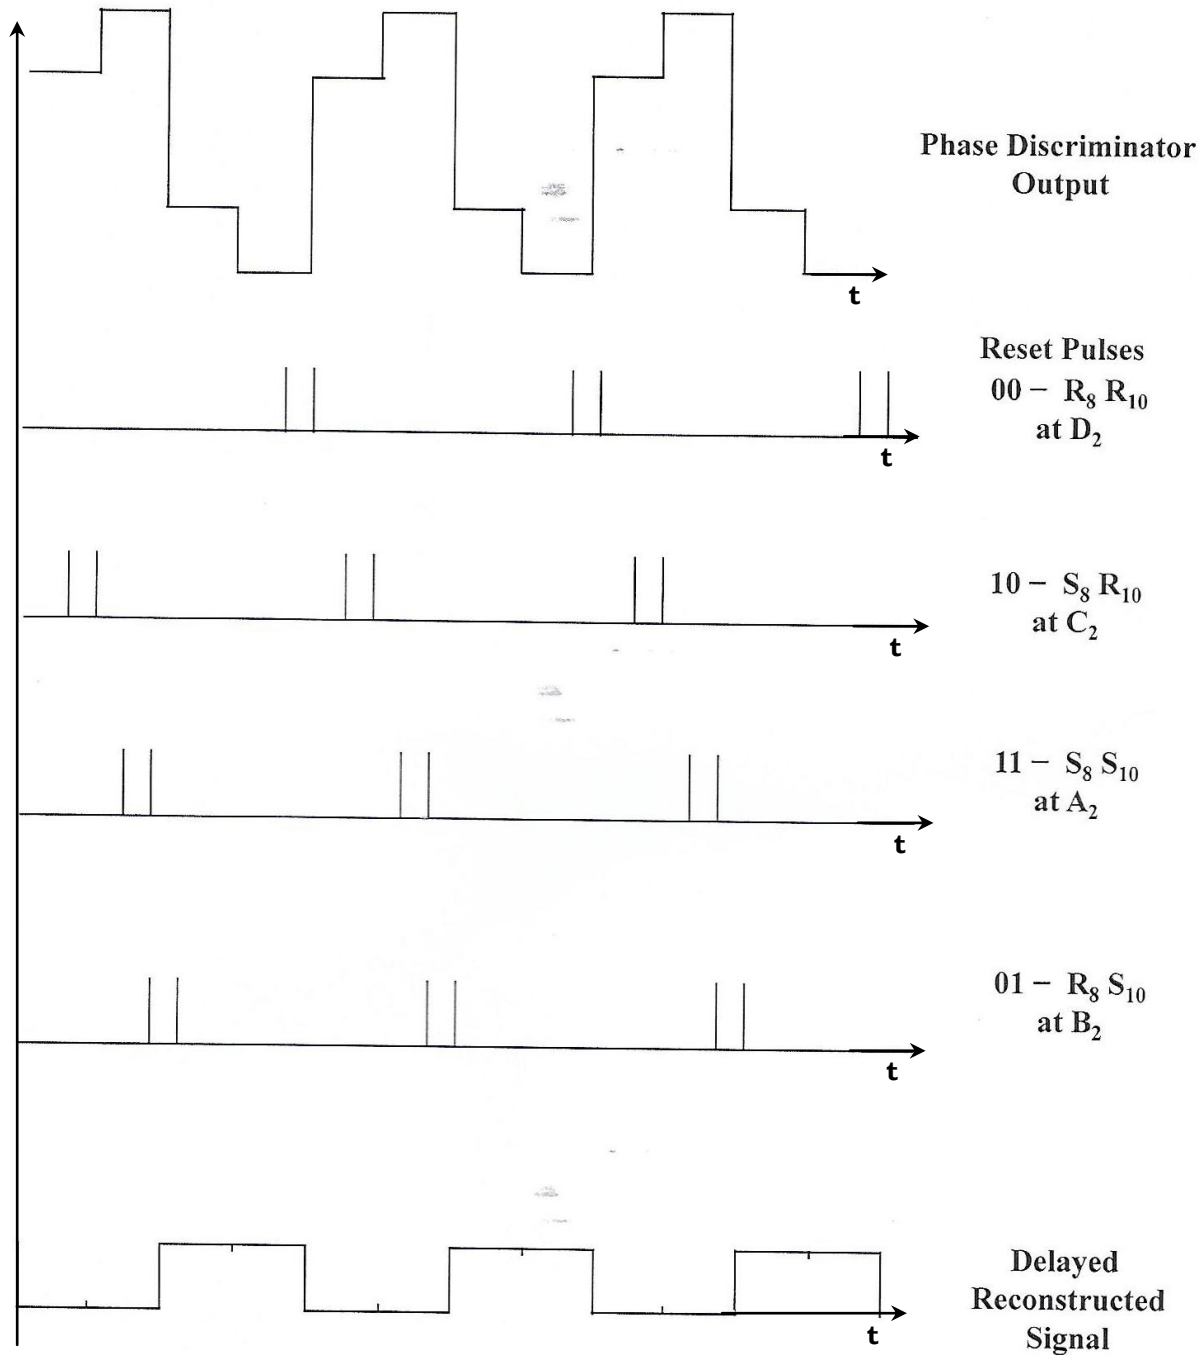 Phase Discriminator
Output
t
Reset Pulses
00 – R₈ R₁₀
at D₂
t
10 – S₈ R₁₀
at C₂
t
11 – S₈ S₁₀
at A₂
t
01 – R₈ S₁₀
at B₂
t
Delayed
Reconstructed
Signal
t